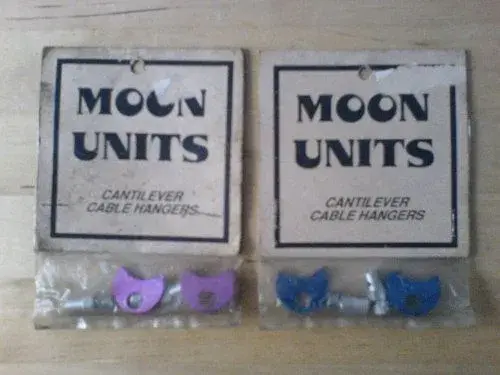 MOON
UNITS
CANTILEVER
CABLE HANGERS
MOON
UNITS
CANTILEVER
CABLE HANGERS